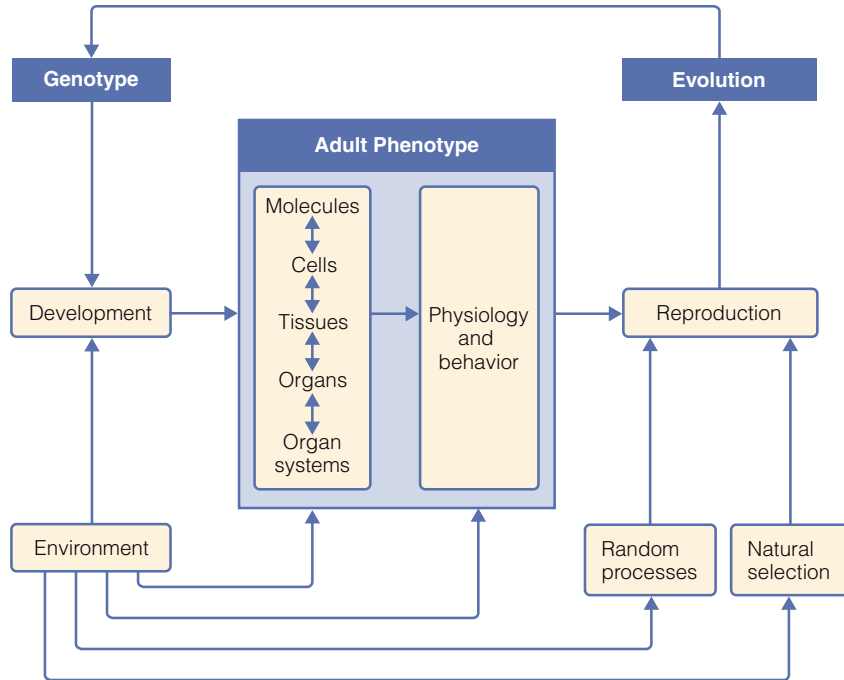 Genotype
Evolution
Adult Phenotype
Molecules
Cells
Tissues
Organs
Organ
systems
Physiology
and
behavior
Development
Reproduction
Environment
Random
processes
Natural
selection